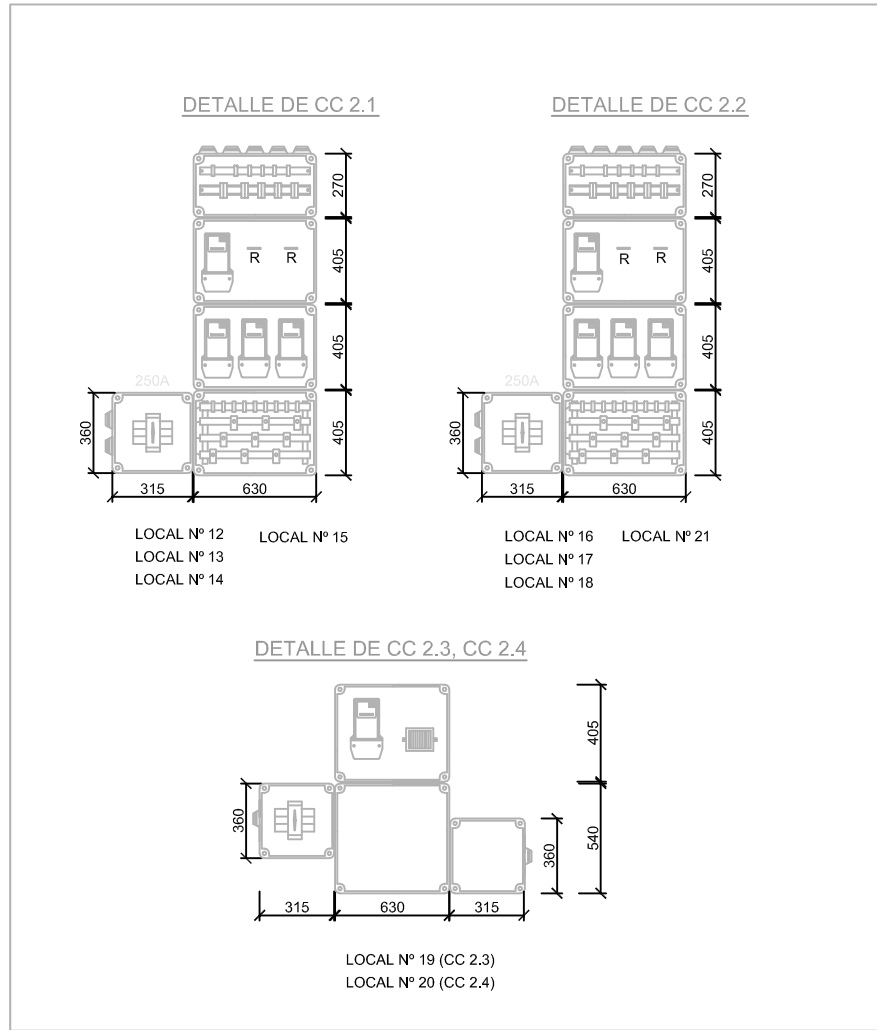 DETALLE DE CC 2.1
270
R R
405
405
250A
360
405
315 630
LOCAL Nº 12
LOCAL Nº 13
LOCAL Nº 14
LOCAL Nº 15
DETALLE DE CC 2.2
270
R R
405
405
250A
360
405
315 630
LOCAL Nº 16
LOCAL Nº 17
LOCAL Nº 18
LOCAL Nº 21
DETALLE DE CC 2.3, CC 2.4
405
360
360
540
315 630 315
LOCAL Nº 19 (CC 2.3)
LOCAL Nº 20 (CC 2.4)